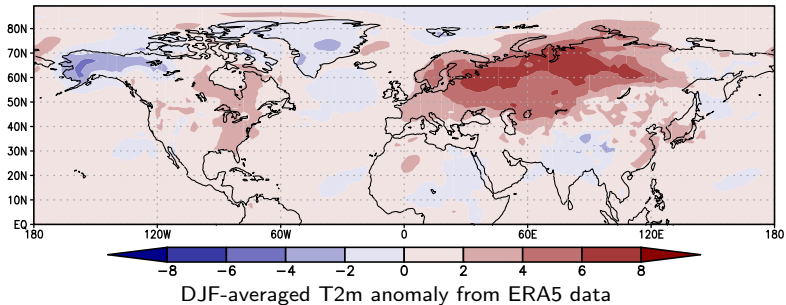 80N
70N
60N
50N
40N
30N
20N
10N
EQ
180 120W 60W 0 60E 120E 180
-8 -6 -4 -2 0 2 4 6 8
DJF-averaged T2m anomaly from ERA5 data